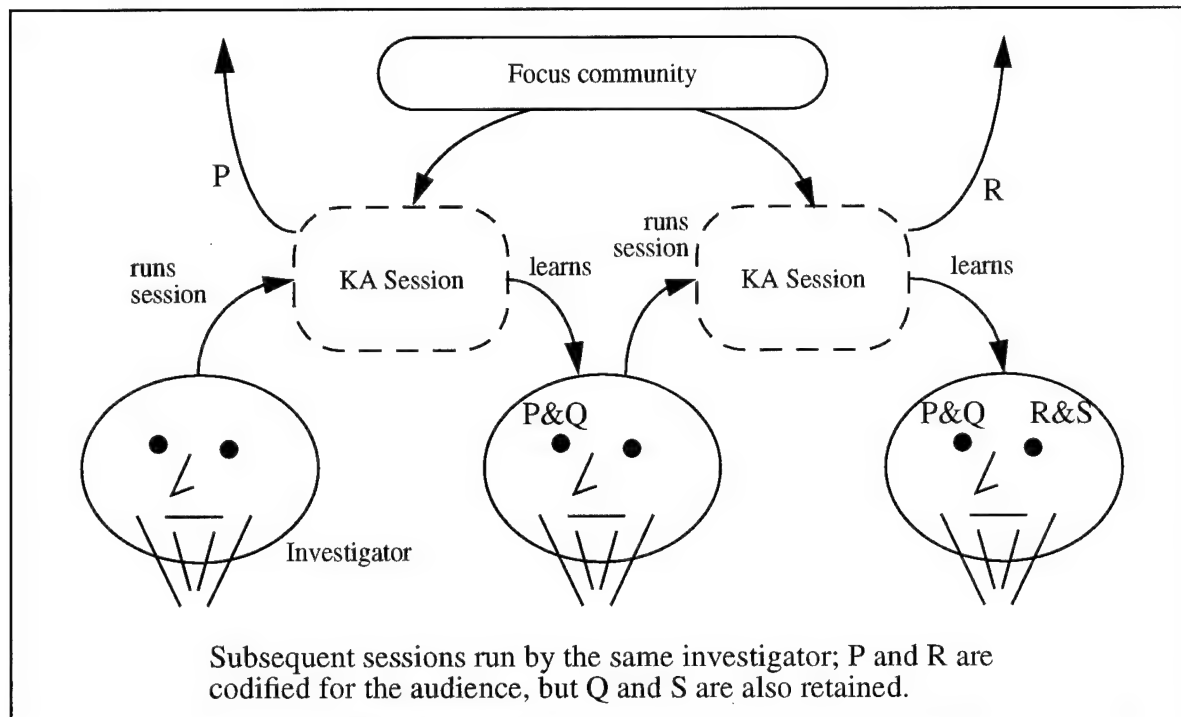 Focus community
P
R
runs
session
KA Session
learns
runs
session
KA Session
learns
P&Q
P&Q
R&S
Investigator
Subsequent sessions run by the same investigator; P and R are
codified for the audience, but Q and S are also retained.